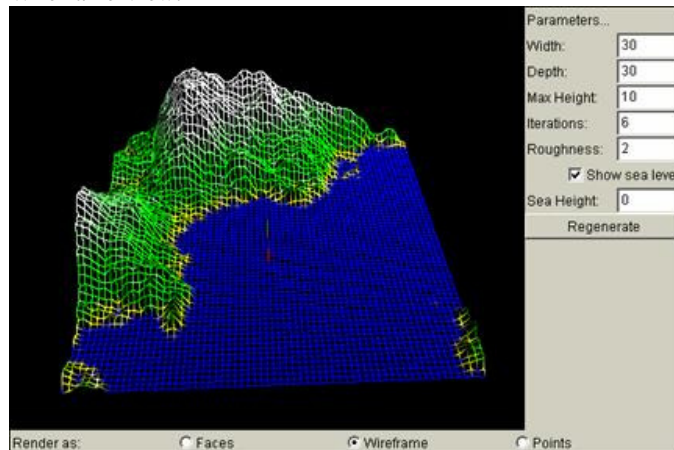 Parameters...
Width: 30
Depth: 30
Max Height: 10
Iterations: 6
Roughness: 2
Show sea leve
Sea Height: 0
Regenerate
Render as: Faces Wireframe Points